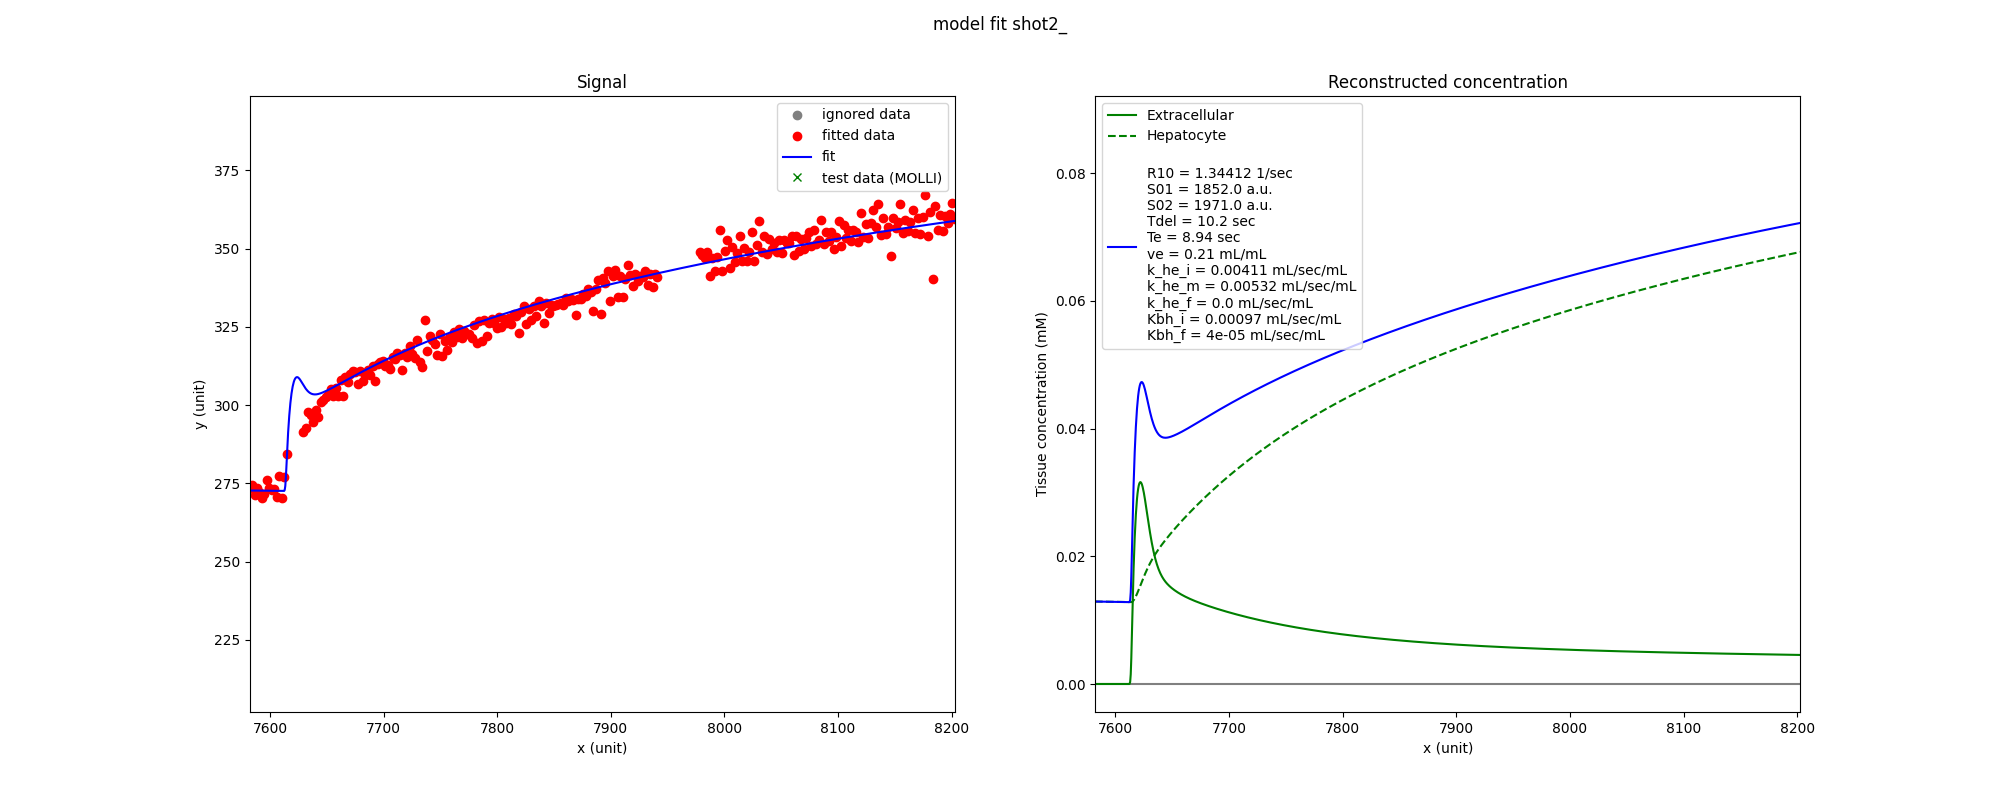 model fit shot2_
Signal
ignored data
fitted data
fit
test data (MOLLI)
375
350
325
300
275
250
225
y (unit)
7600 7700 7800 7900 8000 8100 8200
x (unit)
Reconstructed concentration
Extracellular
Hepatocyte
R10 = 1.34412 1/sec
S01 = 1852.0 a.u.
S02 = 1971.0 a.u.
Tdel = 10.2 sec
Te = 8.94 sec
ve = 0.21 mL/mL
k_he_i = 0.00411 mL/sec/mL
k_he_m = 0.00532 mL/sec/mL
k_he_f = 0.0 mL/sec/mL
Kbh_i = 0.00097 mL/sec/mL
Kbh_f = 4e-05 mL/sec/mL
0.08
0.06
0.04
0.02
0.00
Tissue concentration (mM)
7600 7700 7800 7900 8000 8100 8200
x (unit)